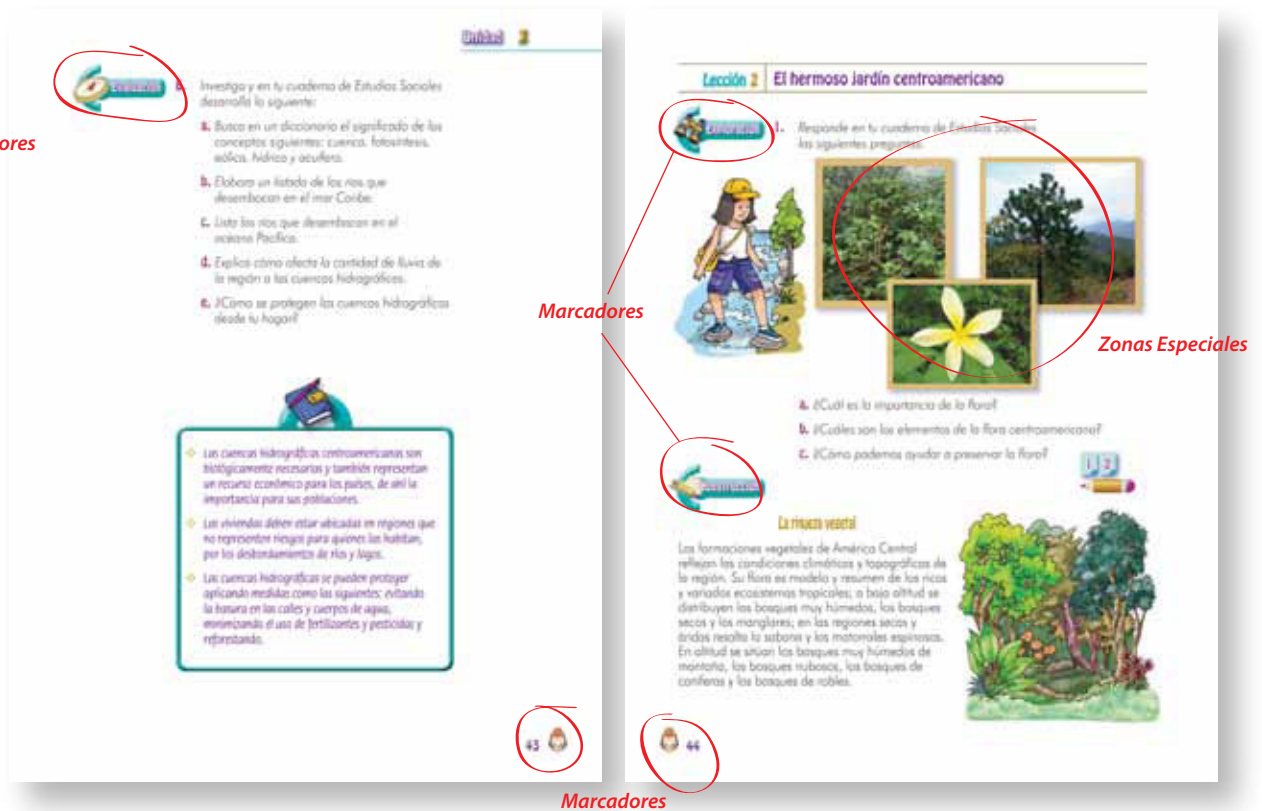 Unidad 2
Evaluación
6. Investiga y en tu cuaderno de Estudios Sociales
desarrolla lo siguiente:
a. Busca en un diccionario el significado de los
conceptos siguientes: cuenca, fotosíntesis,
eólica, hídrico y acuífero.
b. Elabora un listado de los ríos que
desembocan en el mar Caribe.
c. Lista los ríos que desembocan en el
océano Pacífico.
d. Explica cómo afecta la cantidad de lluvia de
la región a las cuencas hidrográficas.
e. ¿Cómo se protegen las cuencas hidrográficas
desde tu hogar?
Las cuencas hidrográficas centroamericanas son
biológicamente necesarias y también representan
un recurso económico para los países, de ahí la
importancia para sus poblaciones.
Las viviendas deben estar ubicadas en regiones que
no representen riesgos para quienes las habitan,
por los desbordamientos de ríos y lagos.
Las cuencas hidrográficas se pueden proteger
aplicando medidas como las siguientes: evitando
la basura en las calles y cuerpos de agua,
minimizando el uso de fertilizantes y pesticidas y
reforestando.
43
ores
Marcadores
Marcadores
Lección 2 El hermoso jardín centroamericano
Exploración
1. Responde en tu cuaderno de Estudios Sociales
las siguientes preguntas.
Zonas Especiales
a. ¿Cuál es la importancia de la flora?
b. ¿Cuáles son los elementos de la flora centroamericana?
c. ¿Cómo podemos ayudar a preservar la flora?
1 2
La riqueza vegetal
Las formaciones vegetales de América Central
reflejan las condiciones climáticas y topográficas de
la región. Su flora es modelo y resumen de los ricos
y variados ecosistemas tropicales; a baja altitud se
distribuyen los bosques muy húmedos, los bosques
secos y los manglares; en las regiones secas y
áridas resalta la sabana y los matorrales espinosos.
En altitud se sitúan los bosques muy húmedos de
montaña, los bosques nubosos, los bosques de
coníferas y los bosques de robles.
44